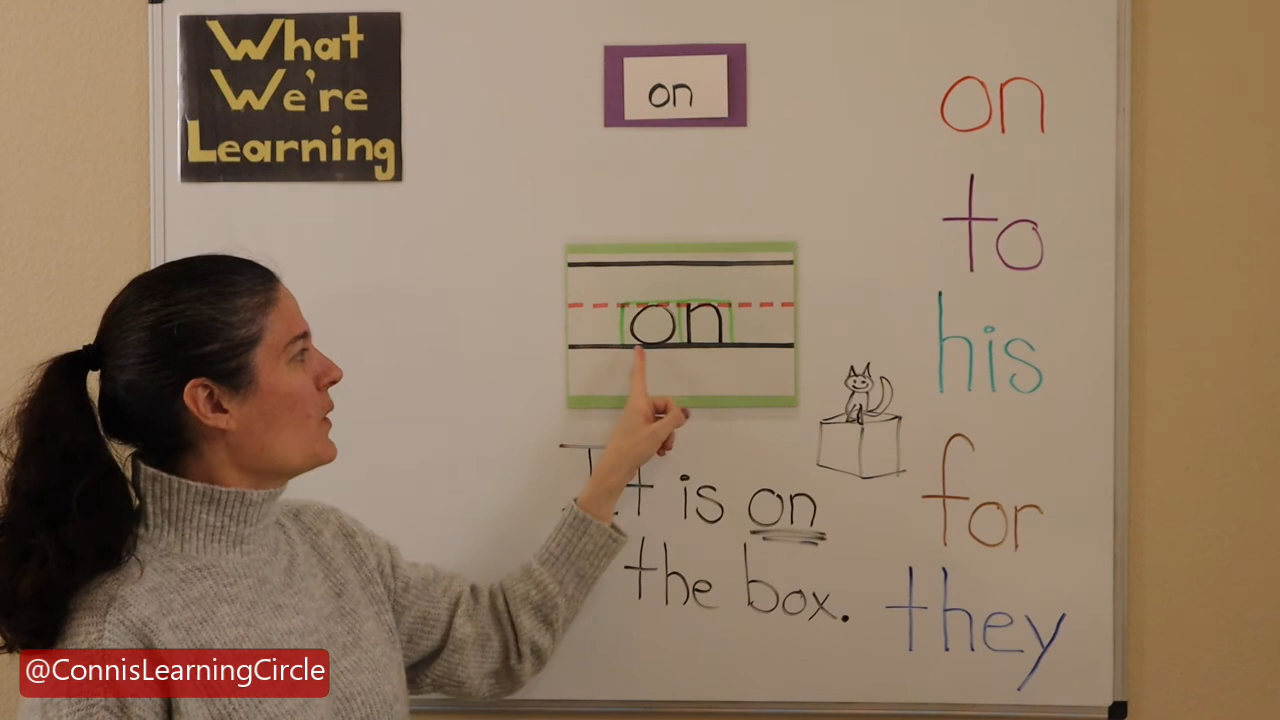 What
We're
Learning
on
on
It is on
the box.
on
to
his
for
they
@ConnisLearningCircle